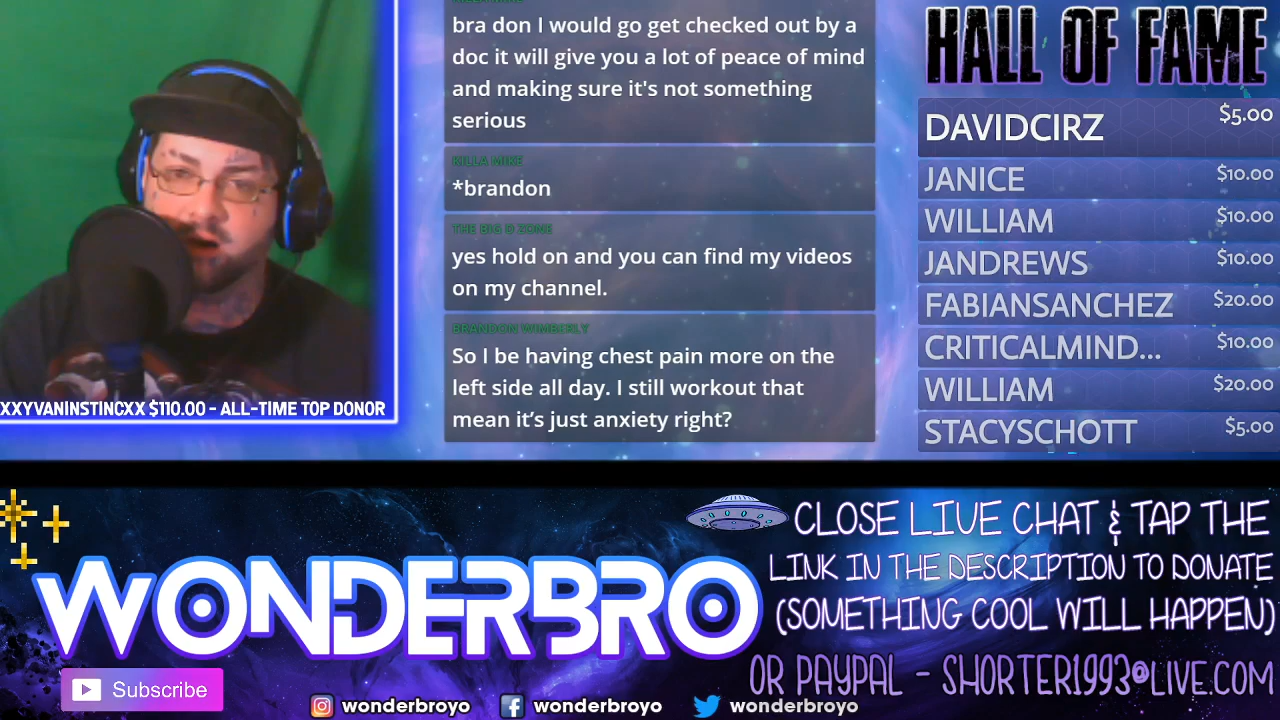 bra don I would go get checked out by a
doc it will give you a lot of peace of mind
and making sure it's not something
serious
KILLA MIKE
*brandon
THE BIG D ZONE
yes hold on and you can find my videos
on my channel.
BRANDON WIMBERLY
So I be having chest pain more on the
left side all day. I still workout that
mean it’s just anxiety right?
XXYVANINSTINCXX $110.00 - ALL-TIME TOP DONOR
HALL OF FAME
DAVIDCIRZ $5.00
JANICE $10.00
WILLIAM $10.00
JANDREWS $10.00
FABIANSANCHEZ $20.00
CRITICALMIND... $10.00
WILLIAM $20.00
STACYSCHOTT $5.00
CLOSE LIVE CHAT & TAP THE
LINK IN THE DESCRIPTION TO DONATE
(SOMETHING COOL WILL HAPPEN)
OR PAYPAL - SHORTER1993@LIVE.COM
WONDERBRO
Subscribe
wonderbroyo wonderbroyo wonderbroyo